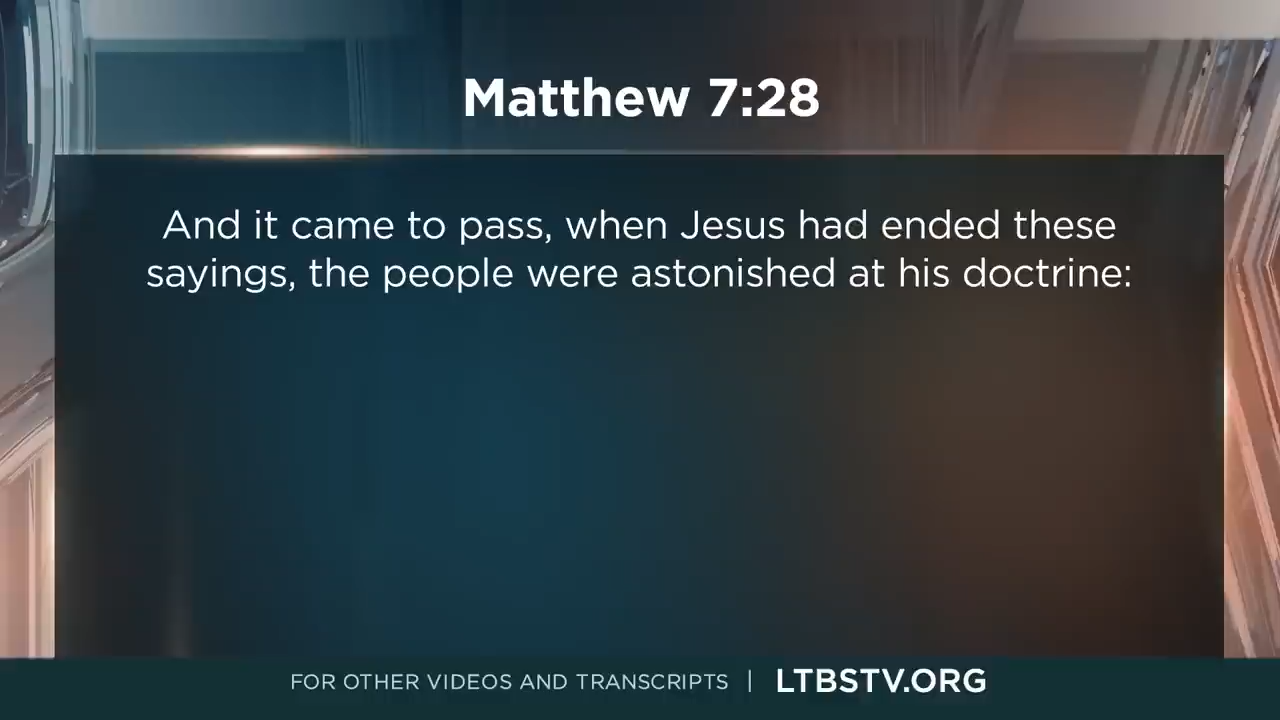 Matthew 7:28
And it came to pass, when Jesus had ended these
sayings, the people were astonished at his doctrine:
FOR OTHER VIDEOS AND TRANSCRIPTS | LTBSTV.ORG